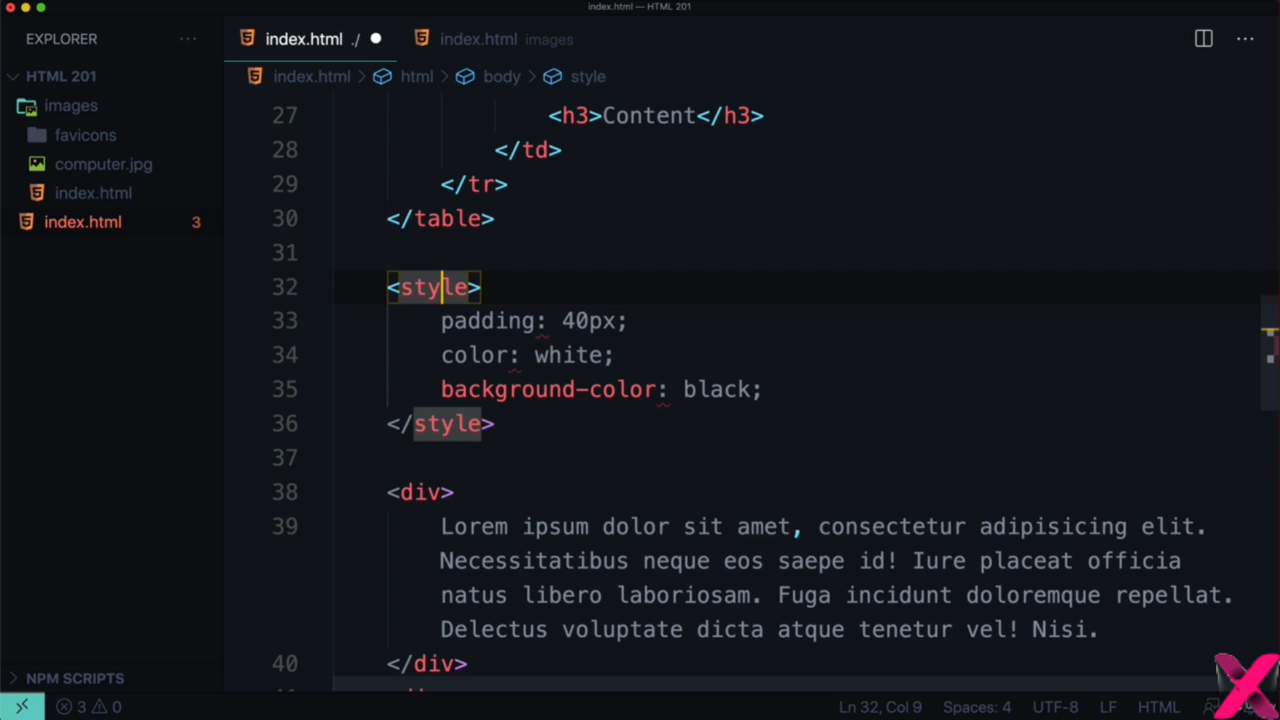 index.html — HTML 201
EXPLORER ···
index.html ./
index.html images
HTML 201
images
favicons
computer.jpg
index.html
index.html 3
index.html > html > body > style
27 <h3>Content</h3>
28 </td>
29 </tr>
30 </table>
31
32 <style>
33 padding: 40px;
34 color: white;
35 background-color: black;
36 </style>
37
38 <div>
39 Lorem ipsum dolor sit amet, consectetur adipisicing elit.
Necessitatibus neque eos saepe id! Iure placeat officia
natus libero laboriosam. Fuga incidunt doloremque repellat.
Delectus voluptate dicta atque tenetur vel! Nisi.
40 </div>
NPM SCRIPTS
3 0
Ln 32, Col 9 Spaces: 4 UTF-8 LF HTML
X